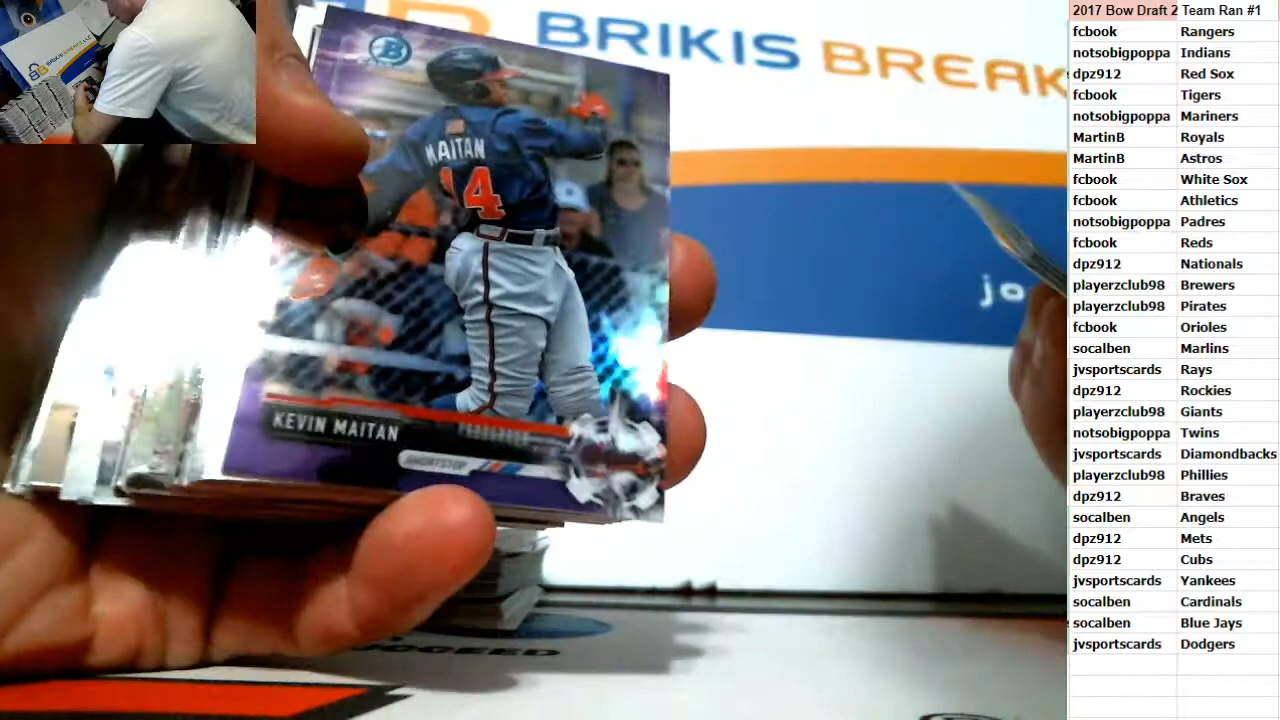 BRIKIS BREAK
jo
MAITAN
14
B
KEVIN MAITAN
PROSPECT
SHORTSTOP
2017 Bow Draft 2 Team Ran #1
fcbook Rangers
notsobigpoppa Indians
dpz912 Red Sox
fcbook Tigers
notsobigpoppa Mariners
MartinB Royals
MartinB Astros
fcbook White Sox
fcbook Athletics
notsobigpoppa Padres
fcbook Reds
dpz912 Nationals
playerzclub98 Brewers
playerzclub98 Pirates
fcbook Orioles
socalben Marlins
jvsportscards Rays
dpz912 Rockies
playerzclub98 Giants
notsobigpoppa Twins
jvsportscards Diamondbacks
playerzclub98 Phillies
dpz912 Braves
socalben Angels
dpz912 Mets
dpz912 Cubs
jvsportscards Yankees
socalben Cardinals
socalben Blue Jays
jvsportscards Dodgers